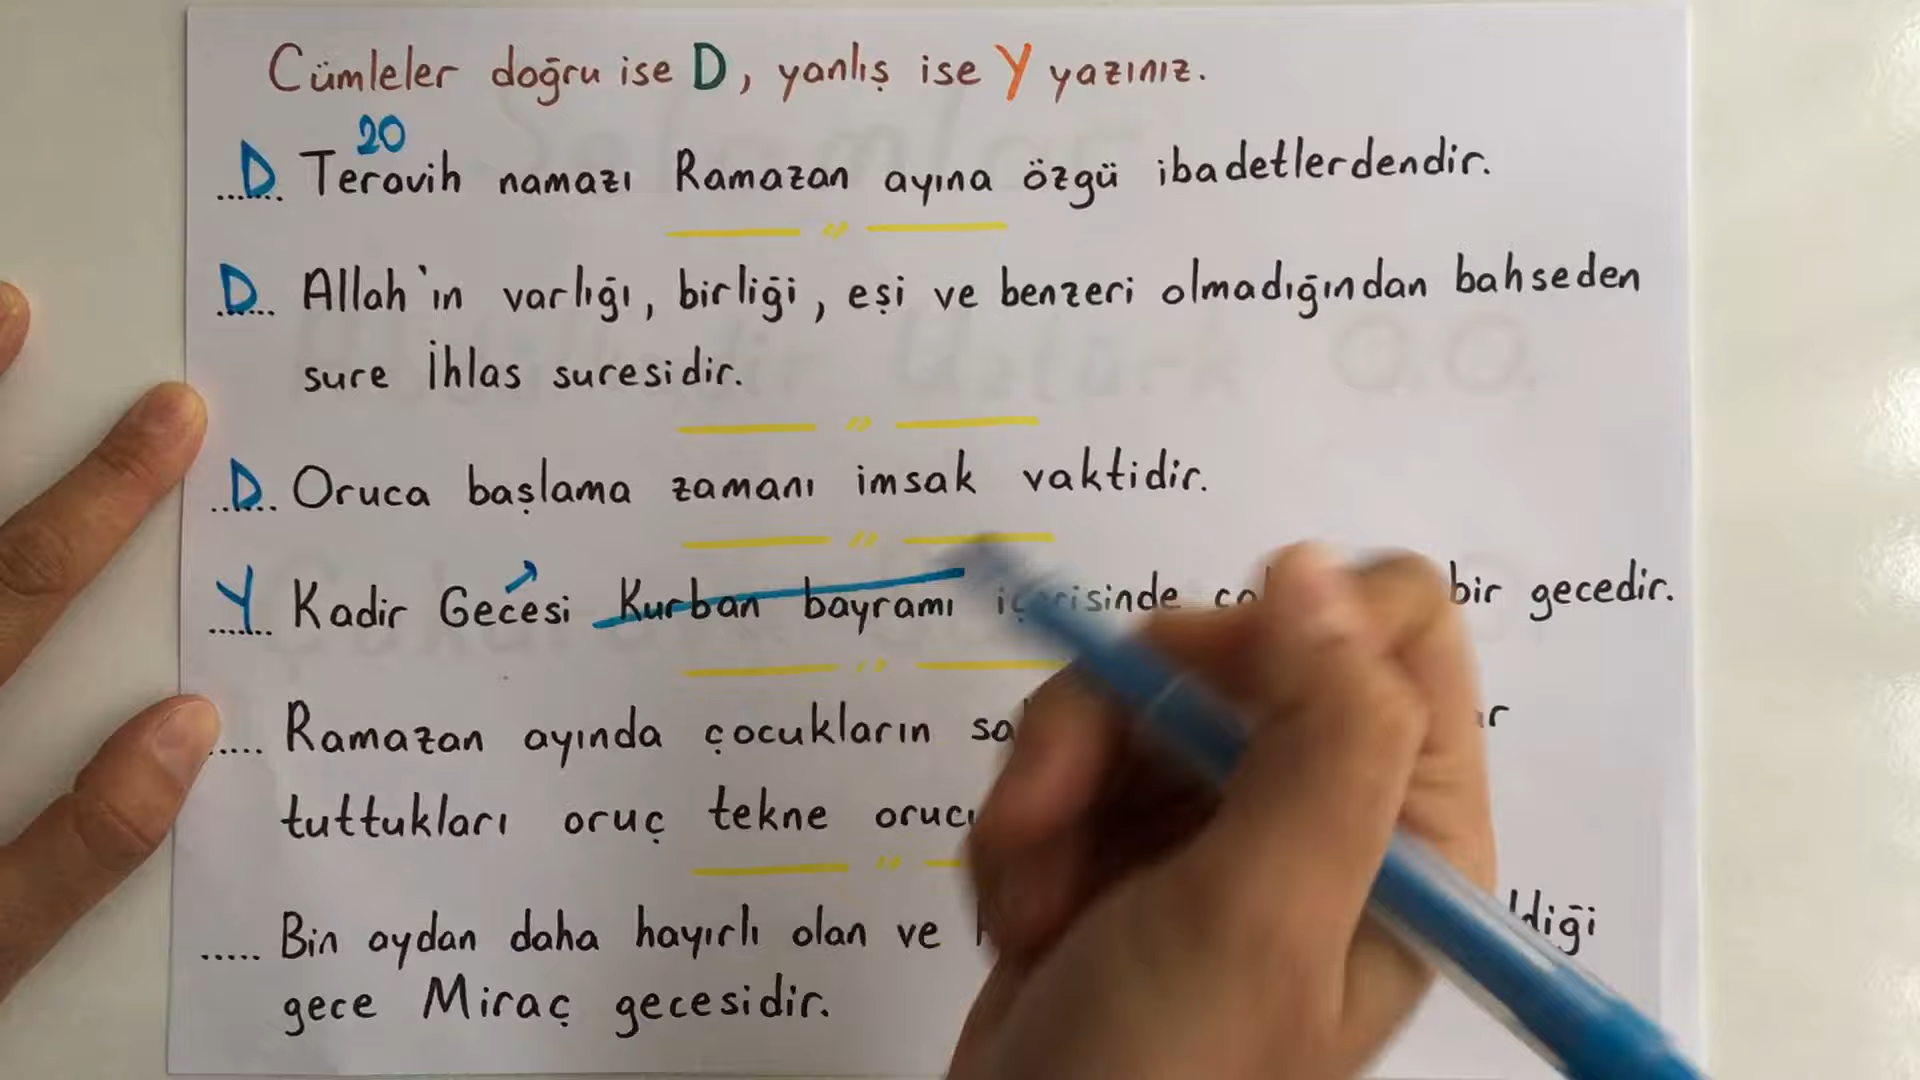 Cümleler doğru ise D, yanlış ise Y yazınız.
20
..D.. Teravih namazı Ramazan ayına özgü ibadetlerdendir.
..D.. Allah'ın varlığı, birliği, eşi ve benzeri olmadığından bahseden
sure İhlas suresidir.
..D.. Oruca başlama zamanı imsak vaktidir.
..Y.. Kadir Gecesi Kurban bayramı içerisinde bir gecedir.
..... Ramazan ayında çocukların
tuttukları oruç tekne
..... Bin aydan daha hayırlı olan ve
gece Miraç gecesidir.